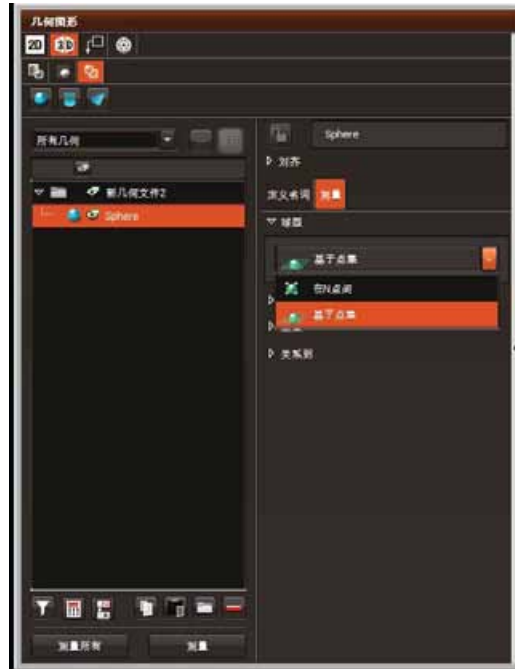 几何图形
2D 3D
所有几何
Sphere
对齐
新几何文件2
Sphere
定义名词 测量
球面
基于点集
在N点间
基于点集
关系到
测量所有 测量